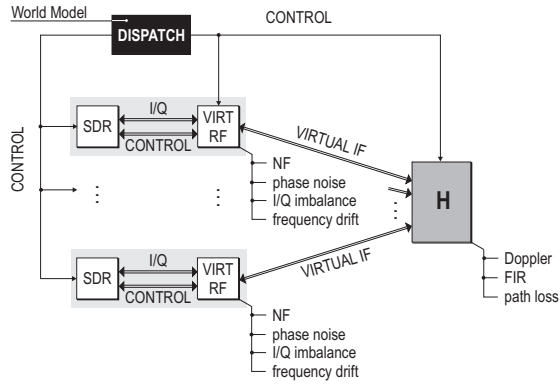 World Model
CONTROL
DISPATCH
I/Q
SDR
VIRT
RF
CONTROL
VIRTUAL IF
CONTROL
NF
phase noise
I/Q imbalance
frequency drift
H
I/Q
SDR
VIRT
RF
CONTROL
VIRTUAL IF
Doppler
FIR
path loss
NF
phase noise
I/Q imbalance
frequency drift